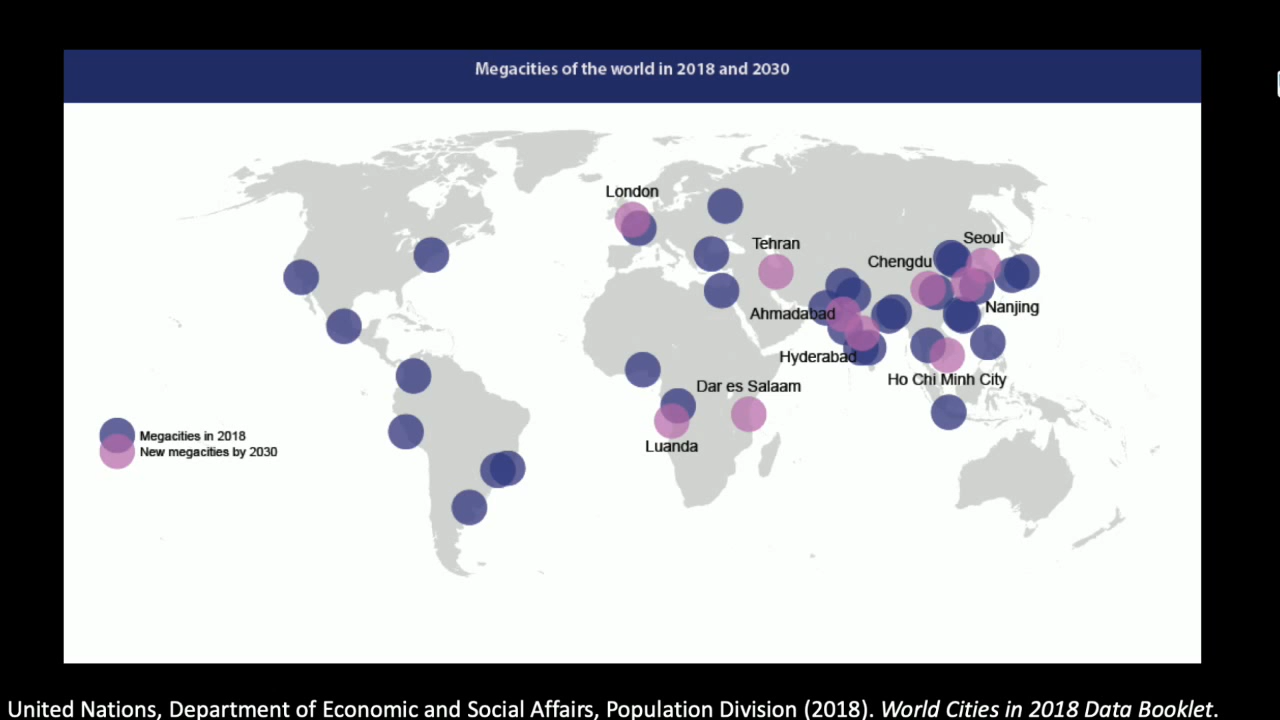 Megacities of the world in 2018 and 2030
London
Tehran
Seoul
Chengdu
Nanjing
Ahmadabad
Hyderabad
Ho Chi Minh City
Dar es Salaam
Luanda
Megacities in 2018
New megacities by 2030
United Nations, Department of Economic and Social Affairs, Population Division (2018). World Cities in 2018 Data Booklet.